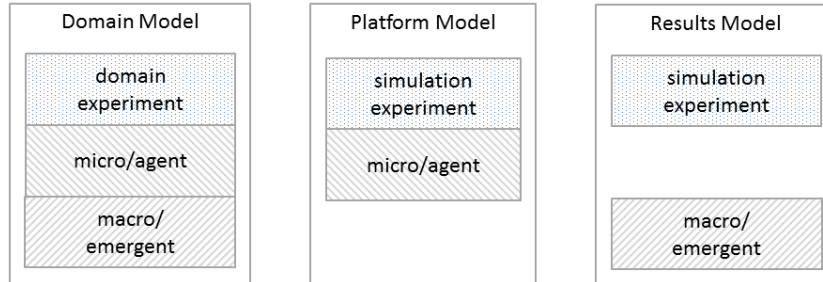 Domain Model
domain
experiment
micro/agent
macro/
emergent
Platform Model
simulation
experiment
micro/agent
Results Model
simulation
experiment
macro/
emergent